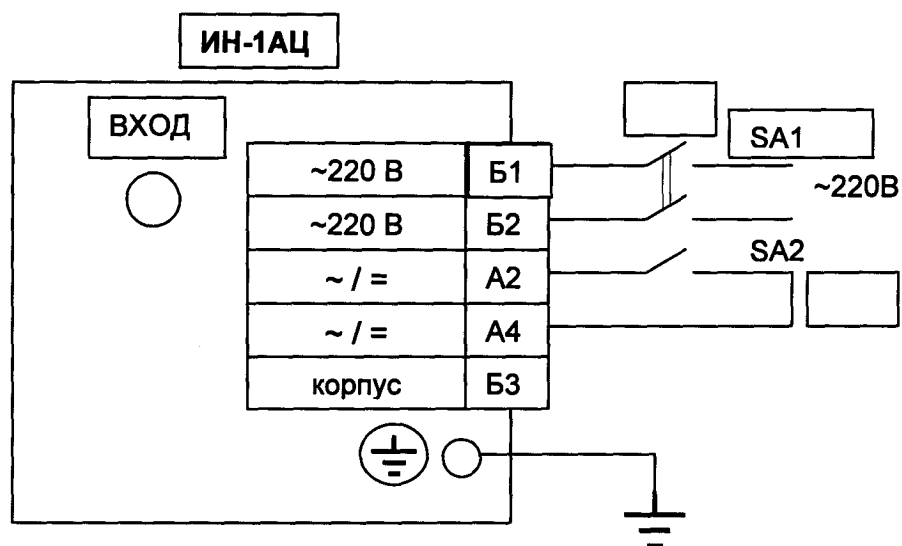 ИН-1АЦ
ВХОД
~220 В Б1
~220 В Б2
~ / = А2
~ / = А4
корпус Б3
SA1
~220В
SA2